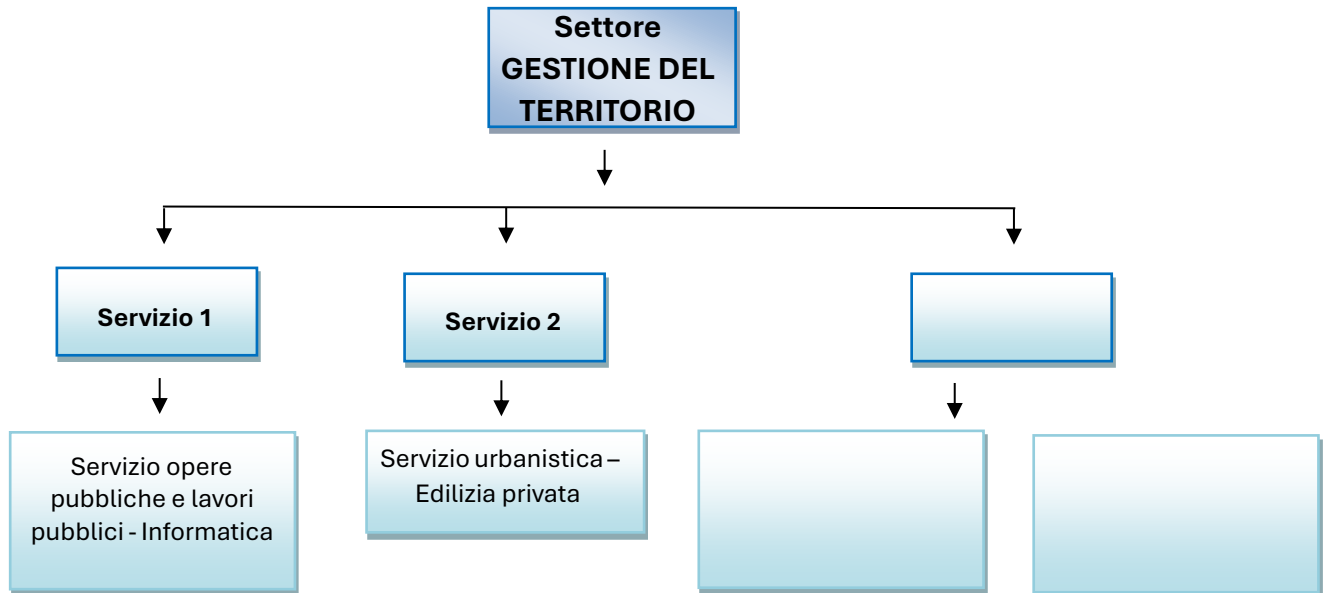 Settore
GESTIONE DEL
TERRITORIO
Servizio 1
Servizio 2
Servizio opere
pubbliche e lavori
pubblici - Informatica
Servizio urbanistica –
Edilizia privata